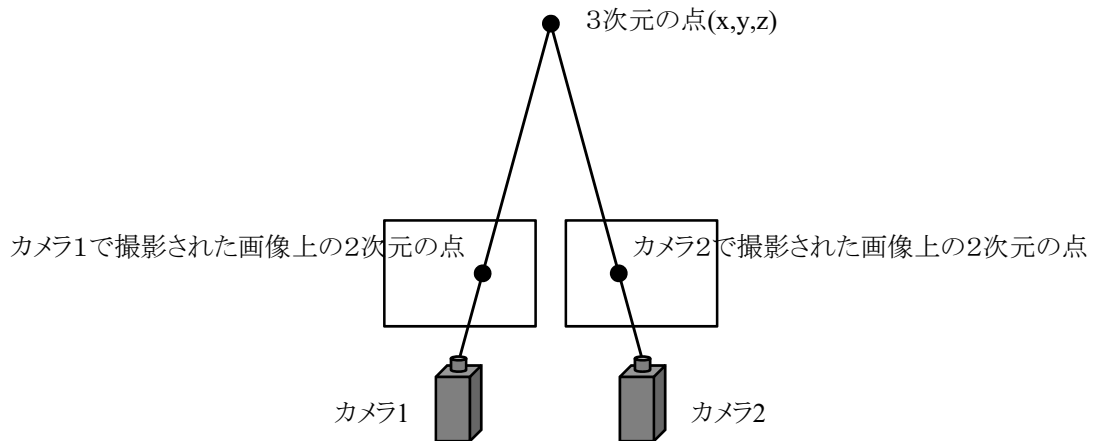 ３次元の点(x,y,z)
カメラ１で撮影された画像上の２次元の点
カメラ２で撮影された画像上の２次元の点
カメラ1
カメラ2